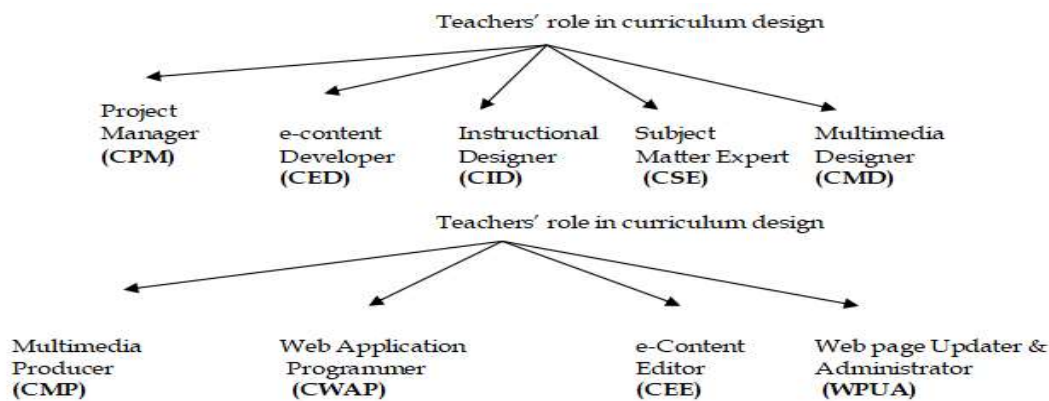 Teachers' role in curriculum design
Project
Manager
(CPM)
e-content
Developer
(CED)
Instructional
Designer
(CID)
Subject
Matter Expert
(CSE)
Multimedia
Designer
(CMD)
Teachers' role in curriculum design
Multimedia
Producer
(CMP)
Web Application
Programmer
(CWAP)
e-Content
Editor
(CEE)
Web page Updater &
Administrator
(WPUA)